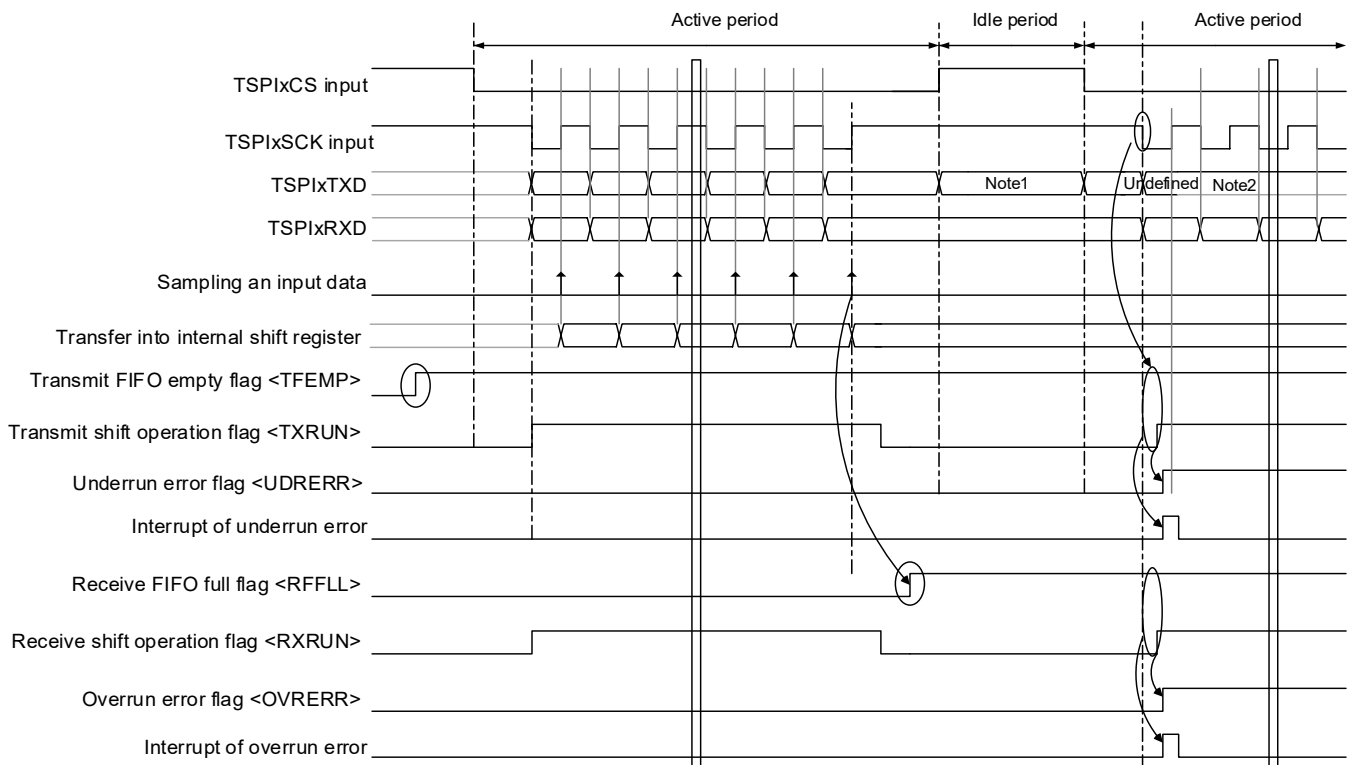 Active period
Idle period
Active period
TSPIxCS input
TSPIxSCK input
TSPIxTXD
Note1
Undefined
Note2
TSPIxRXD
Sampling an input data
Transfer into internal shift register
Transmit FIFO empty flag <TFEMP>
Transmit shift operation flag <TXRUN>
Underrun error flag <UDRERR>
Interrupt of underrun error
Receive FIFO full flag <RFFLL>
Receive shift operation flag <RXRUN>
Overrun error flag <OVRERR>
Interrupt of overrun error